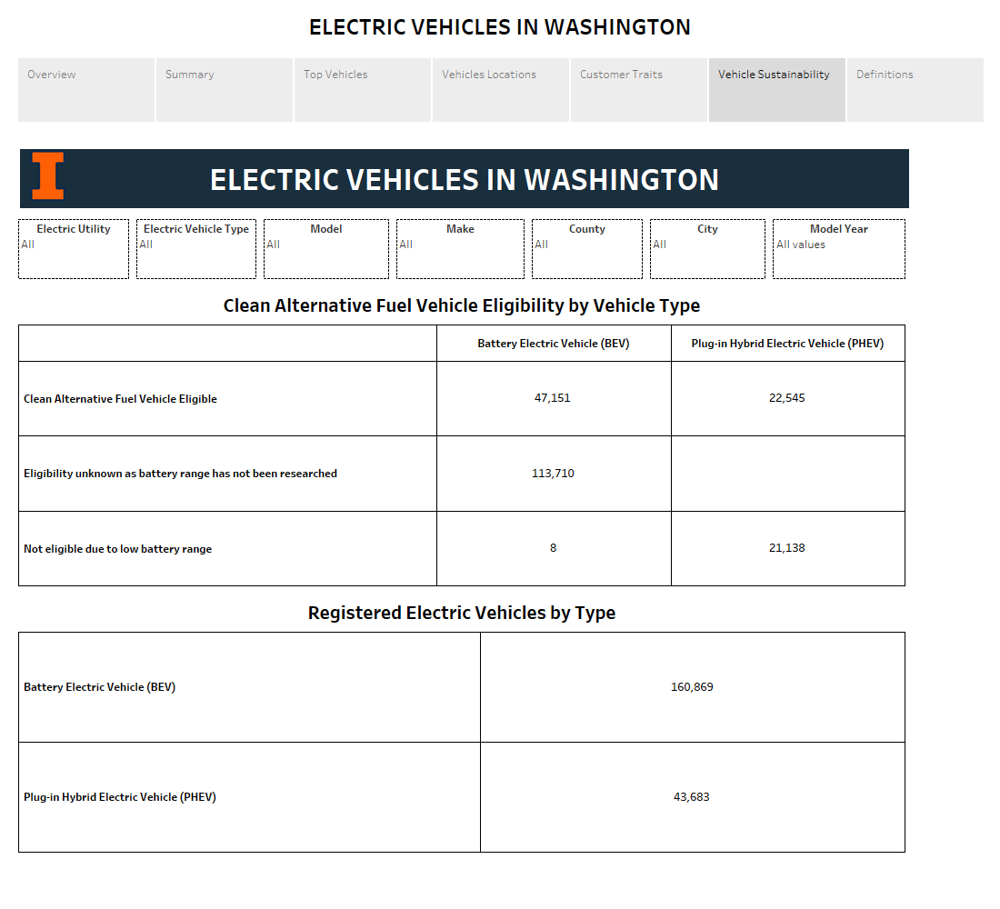 ELECTRIC VEHICLES IN WASHINGTON
Overview
Summary
Top Vehicles
Vehicles Locations
Customer Traits
Vehicle Sustainability
Definitions
I
ELECTRIC VEHICLES IN WASHINGTON
Electric Utility
All
Electric Vehicle Type
All
Model
All
Make
All
County
All
City
All
Model Year
All values
Clean Alternative Fuel Vehicle Eligibility by Vehicle Type
Battery Electric Vehicle (BEV)
Plug-in Hybrid Electric Vehicle (PHEV)
Clean Alternative Fuel Vehicle Eligible
47,151
22,545
Eligibility unknown as battery range has not been researched
113,710
Not eligible due to low battery range
8
21,138
Registered Electric Vehicles by Type
Battery Electric Vehicle (BEV)
160,869
Plug-in Hybrid Electric Vehicle (PHEV)
43,683